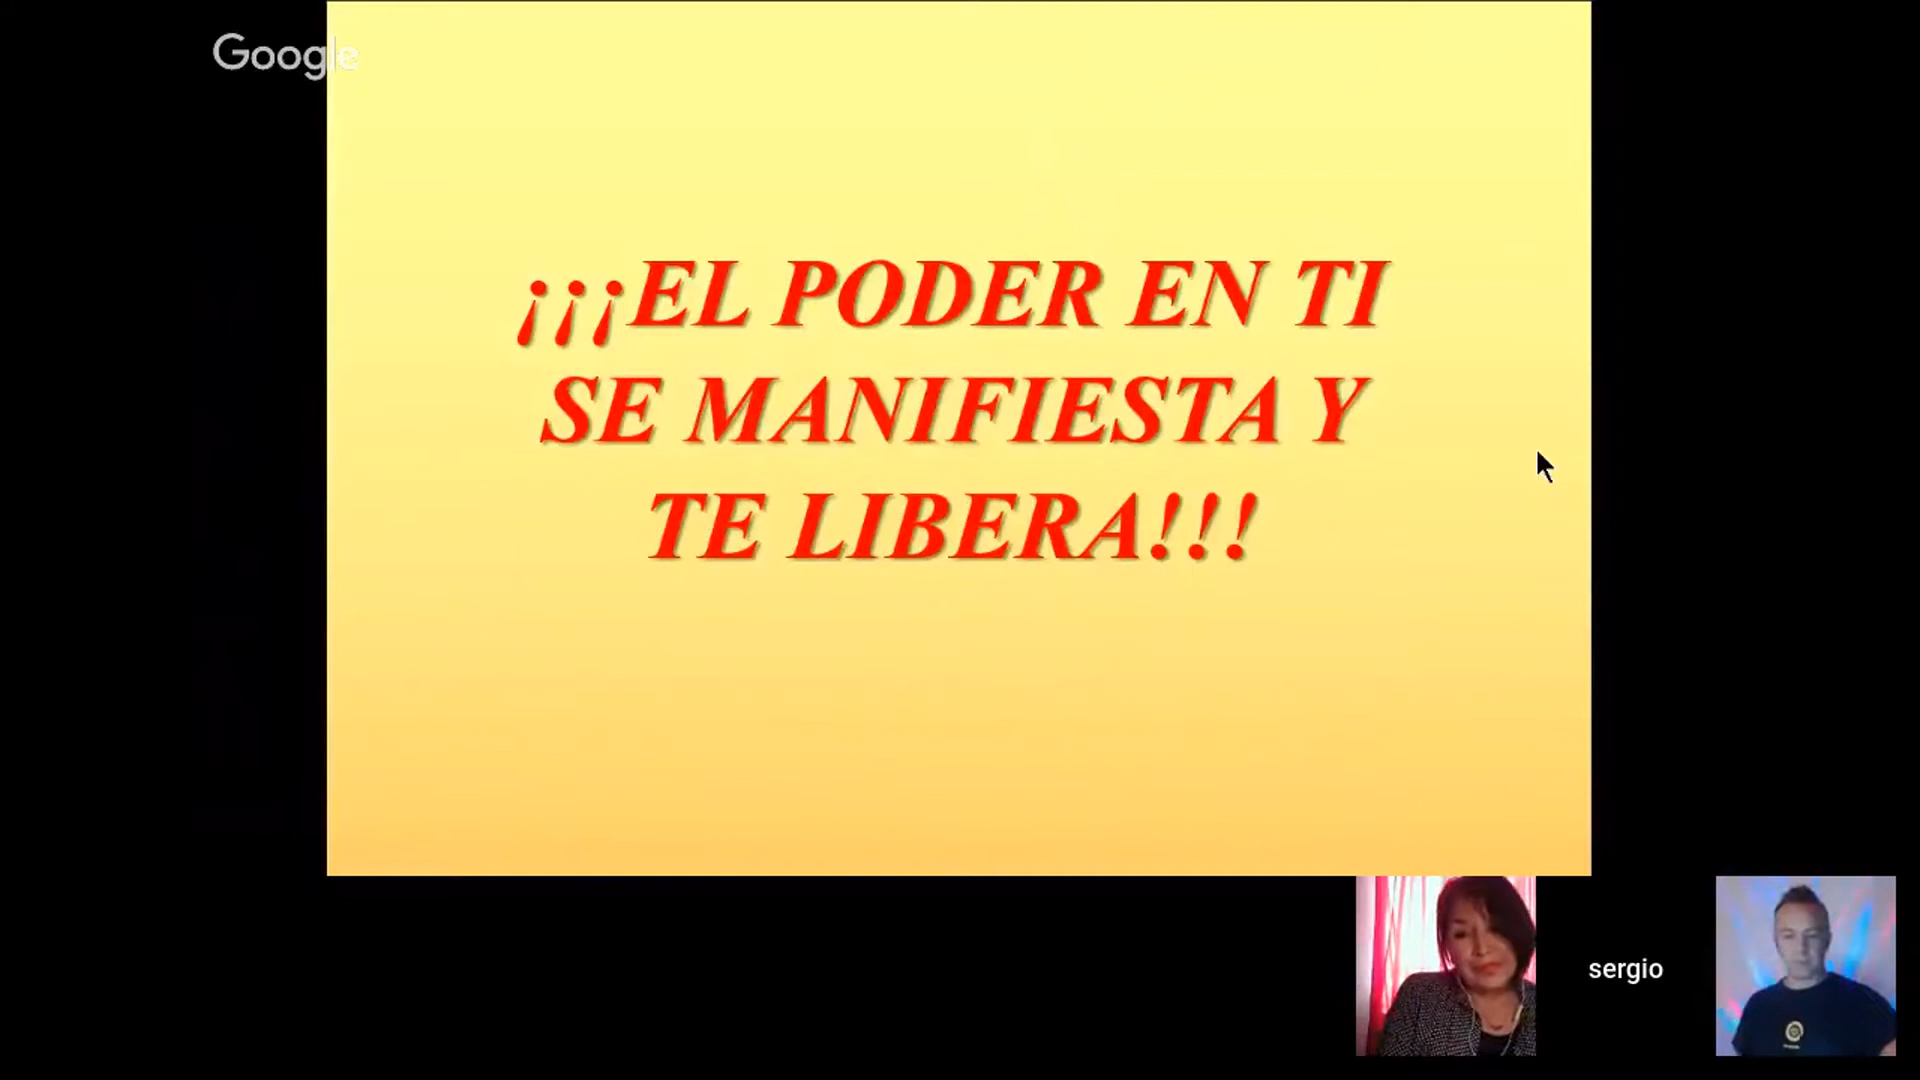 Google
¡¡¡EL PODER EN TI
SE MANIFIESTA Y
TE LIBERA!!!
sergio